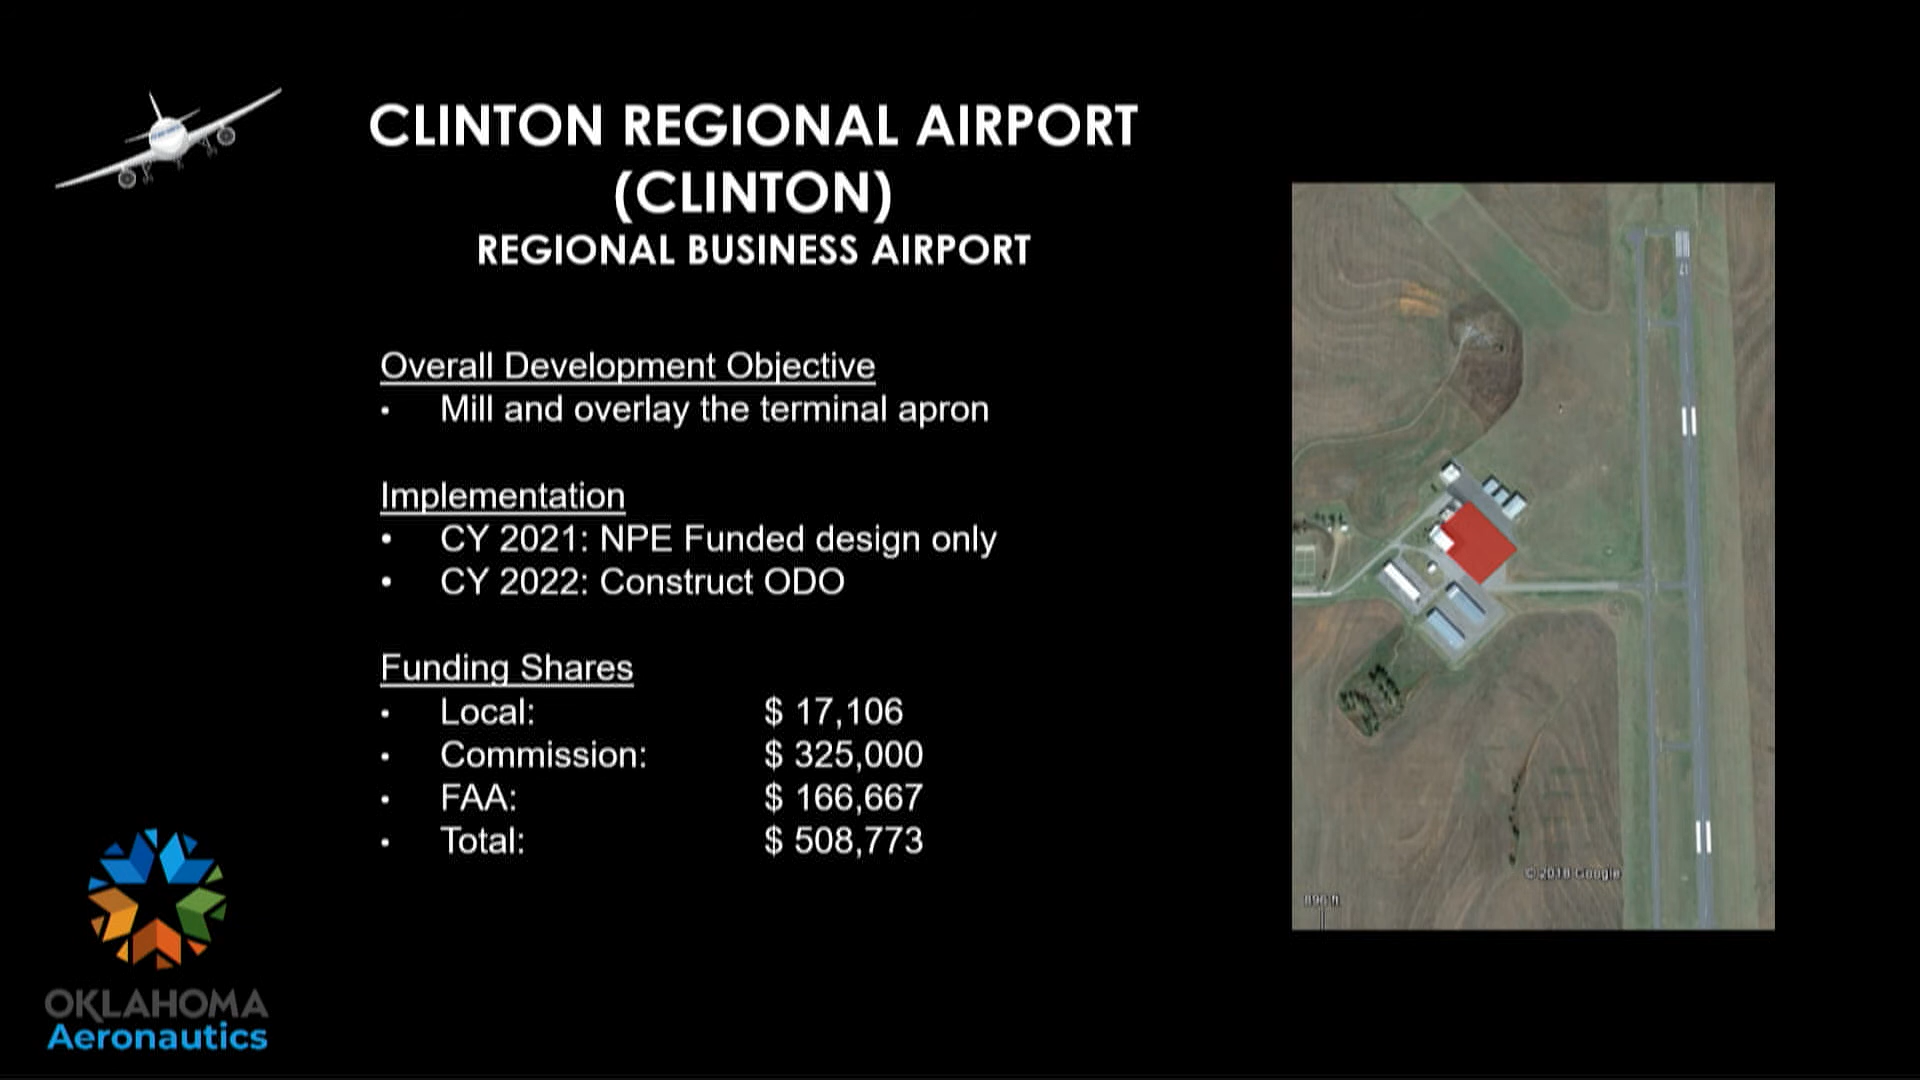 CLINTON REGIONAL AIRPORT
(CLINTON)
REGIONAL BUSINESS AIRPORT
Overall Development Objective
• Mill and overlay the terminal apron
Implementation
• CY 2021: NPE Funded design only
• CY 2022: Construct ODO
Funding Shares
• Local: $ 17,106
• Commission: $ 325,000
• FAA: $ 166,667
• Total: $ 508,773
© 2018 Google
OKLAHOMA
Aeronautics